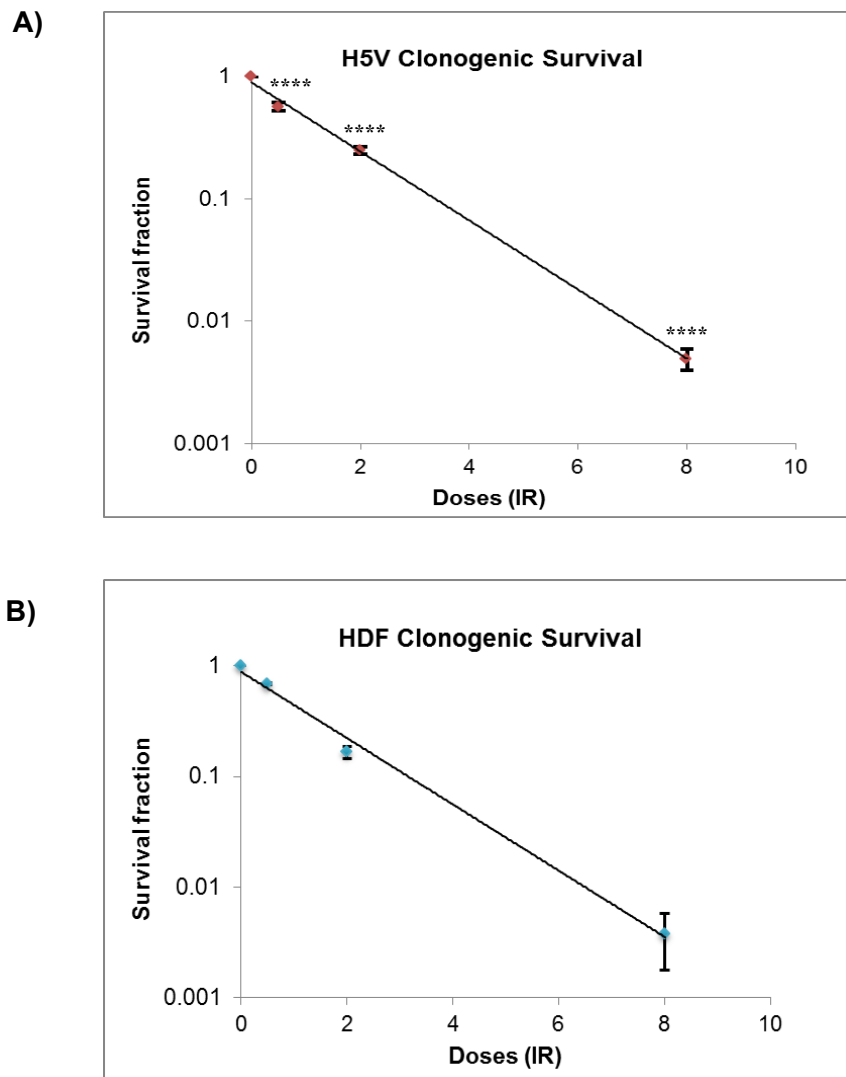 A)
H5V Clonogenic Survival
1
****
****
0.1
Survival fraction
0.01
****
0.001
0 2 4 6 8 10
Doses (IR)
B)
HDF Clonogenic Survival
1
0.1
Survival fraction
0.01
0.001
0 2 4 6 8 10
Doses (IR)